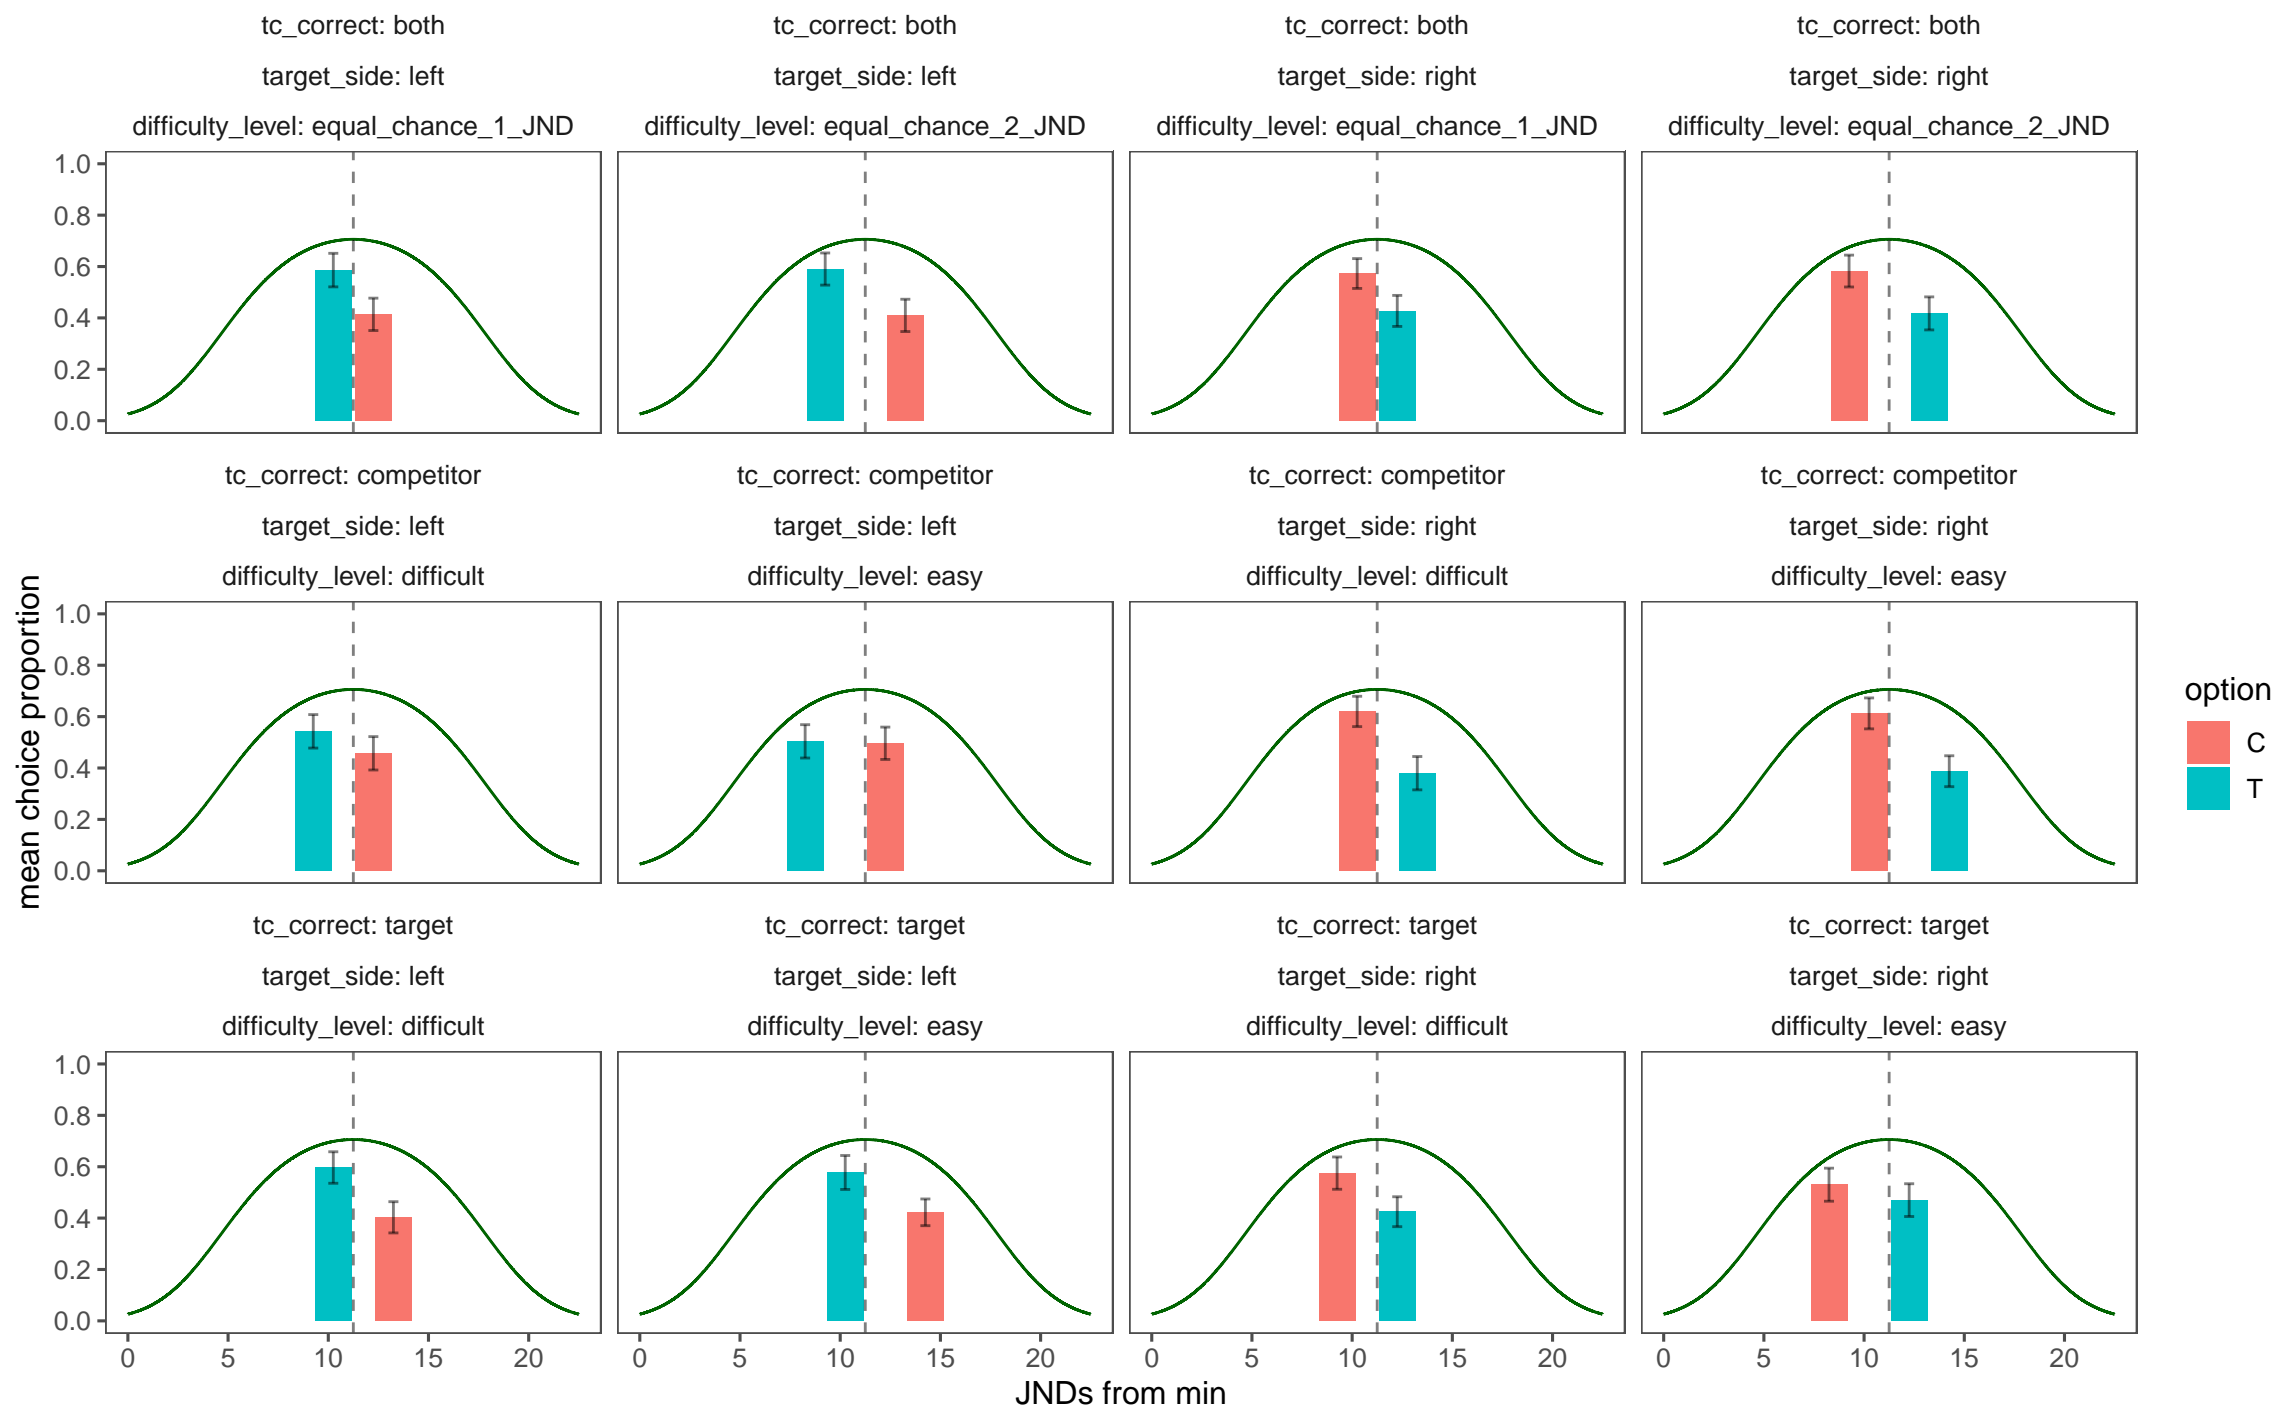 tc_correct: both
tc_correct: both
tc_correct: both
tc_correct: both
target_side: left
target_side: left
target_side: right
target_side: right
difficulty_level: equal_chance_1_JND
difficulty_level: equal_chance_2_JND
difficulty_level: equal_chance_1_JND
difficulty_level: equal_chance_2_JND
1.0
0.8
0.6
0.4
0.2
0.0
tc_correct: competitor
tc_correct: competitor
tc_correct: competitor
tc_correct: competitor
target_side: left
target_side: left
target_side: right
target_side: right
difficulty_level: difficult
difficulty_level: easy
difficulty_level: difficult
difficulty_level: easy
mean choice proportion
1.0
0.8
0.6
0.4
0.2
0.0
option
C
T
tc_correct: target
tc_correct: target
tc_correct: target
tc_correct: target
target_side: left
target_side: left
target_side: right
target_side: right
difficulty_level: difficult
difficulty_level: easy
difficulty_level: difficult
difficulty_level: easy
1.0
0.8
0.6
0.4
0.2
0.0
0 5 10 15 20
0 5 10 15 20
0 5 10 15 20
0 5 10 15 20
JNDs from min